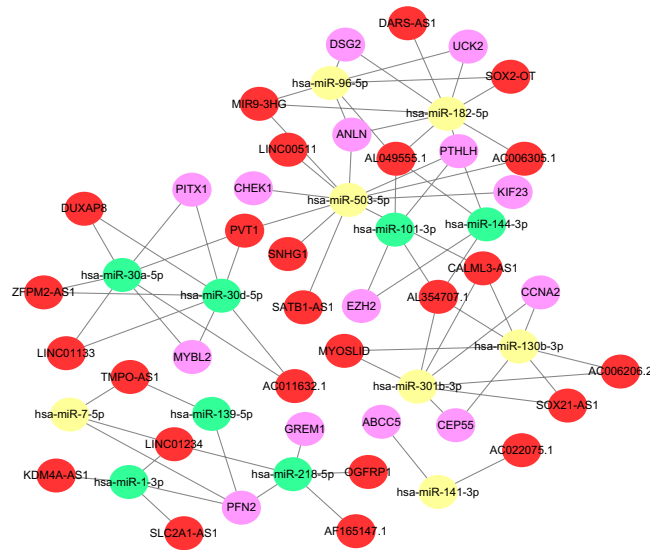 DARS-AS1
DSG2
UCK2
SOX2-OT
hsa-miR-96-5p
MIR9-3HG
hsa-miR-182-5p
ANLN
LINC00511
AL049555.1
PTHLH
AC006305.1
PITX1
CHEK1
KIF23
hsa-miR-503-5p
DUXAP8
PVT1
hsa-miR-101-3p
hsa-miR-144-3p
SNHG1
CALML3-AS1
hsa-miR-30a-5p
ZFPM2-AS1
hsa-miR-30d-5p
SATB1-AS1
EZH2
AL354707.1
CCNA2
LINC01133
MYBL2
MYOSLID
hsa-miR-130b-3p
AC006206.2
TMPO-AS1
AC011632.1
hsa-miR-301b-3p
SOX21-AS1
hsa-miR-7-5p
hsa-miR-139-5p
GREM1
ABCC5
CEP55
LINC01234
AC022075.1
KDM4A-AS1
hsa-miR-1-3p
hsa-miR-218-5p
OGFRP1
hsa-miR-141-3p
PFN2
SLC2A1-AS1
AF165147.1